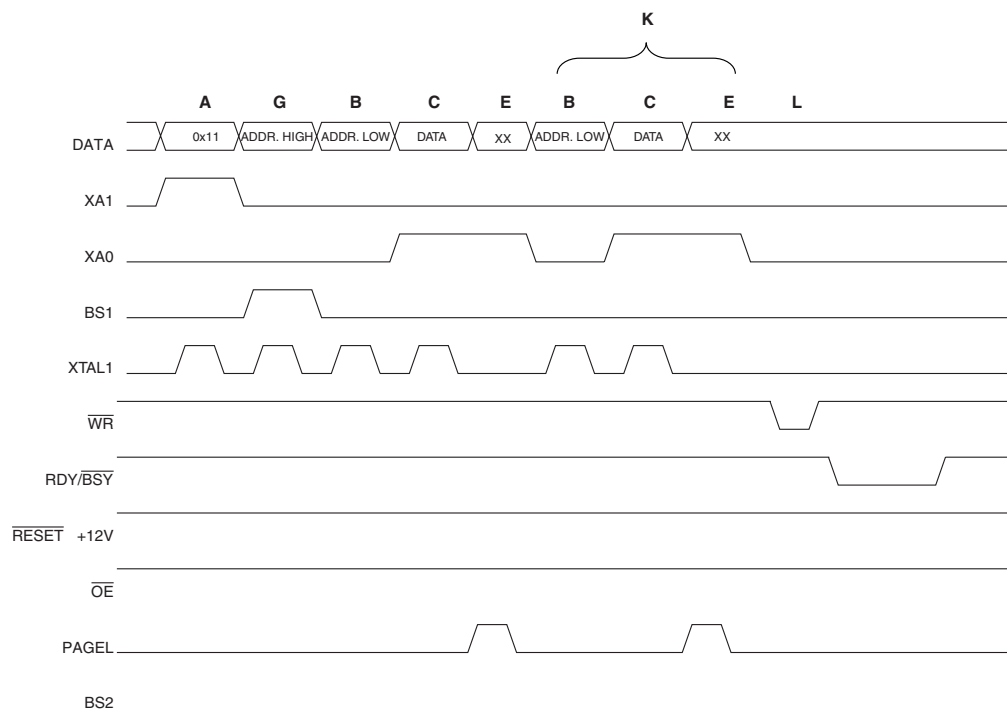 K
A G B C E B C E L
DATA 0x11 ADDR. HIGH ADDR. LOW DATA XX ADDR. LOW DATA XX
XA1
XA0
BS1
XTAL1
WR
RDY/BSY
RESET +12V
OE
PAGEL
BS2